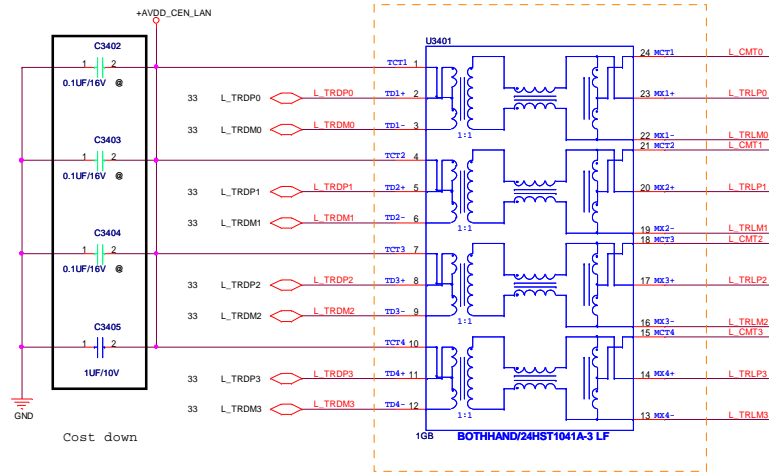 +AVDD_CEN_LAN
C3402
1 2
0.1UF/16V @
C3403
1 2
0.1UF/16V @
C3404
1 2
0.1UF/16V @
C3405
1 2
1UF/10V
GND
Cost down
33 L_TRDP0 L_TRDP0
33 L_TRDM0 L_TRDM0
33 L_TRDP1 L_TRDP1
33 L_TRDM1 L_TRDM1
33 L_TRDP2 L_TRDP2
33 L_TRDM2 L_TRDM2
33 L_TRDP3 L_TRDP3
33 L_TRDM3 L_TRDM3
U3401
TCT1 1
TD1+ 2
TD1- 3
TCT2 4
TD2+ 5
TD2- 6
TCT3 7
TD3+ 8
TD3- 9
TCT4 10
TD4+ 11
TD4- 12
1:1
1:1
1:1
1:1
24 MCT1 L_CMT0
23 MX1+ L_TRLP0
22 MX1- L_TRLM0
21 MCT2 L_CMT1
20 MX2+ L_TRLP1
19 MX2- L_TRLM1
18 MCT3 L_CMT2
17 MX3+ L_TRLP2
16 MX3- L_TRLM2
15 MCT4 L_CMT3
14 MX4+ L_TRLP3
13 MX4- L_TRLM3
1GB BOTHHAND/24HST1041A-3 LF